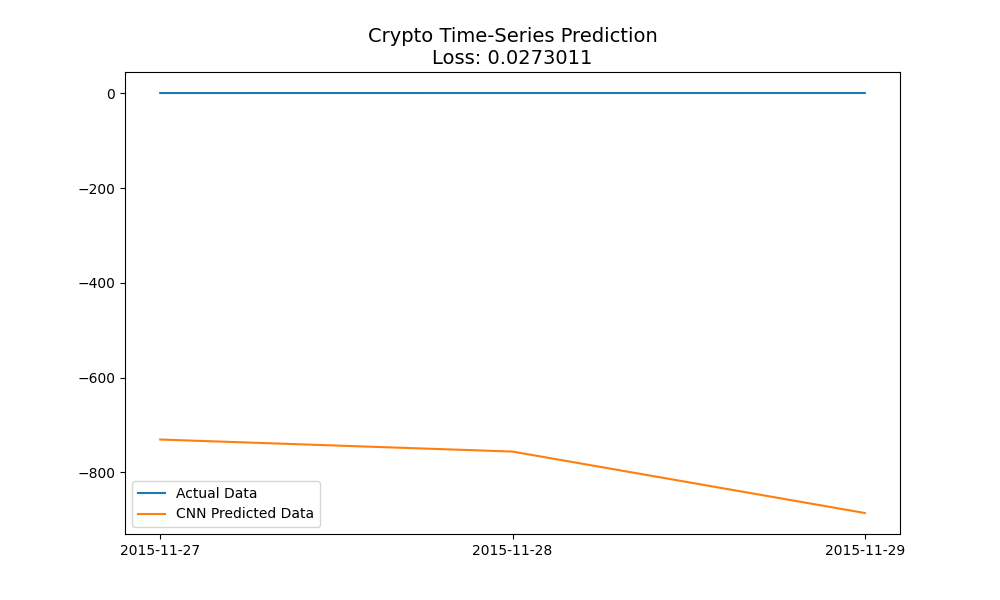 Crypto Time-Series Prediction
Loss: 0.0273011
0
−200
−400
−600
−800
Actual Data
CNN Predicted Data
2015-11-27
2015-11-28
2015-11-29